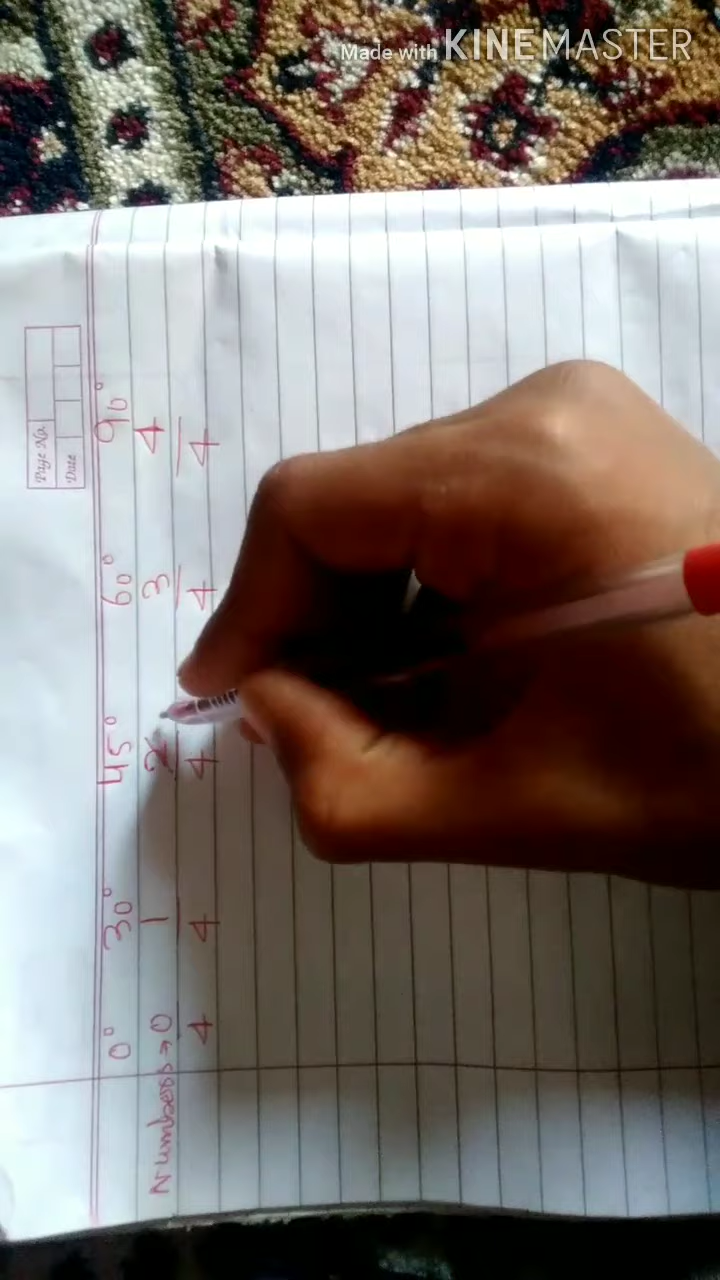 Made with KINEMASTER
Page No.
Date
0° 30° 45° 60° 90°
Numbers → 0 1 2 3 4
4 4 4 4 4